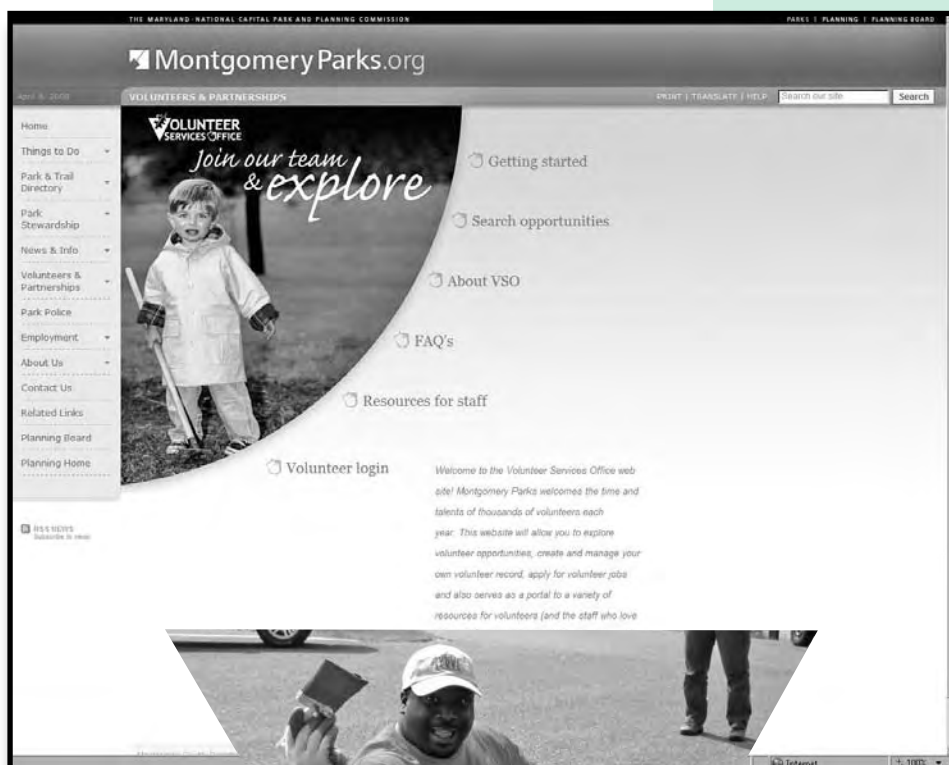 THE MARYLAND-NATIONAL CAPITAL PARK AND PLANNING COMMISSION
PARKS | PLANNING | PLANNING BOARD
MontgomeryParks.org
April 8,
VOLUNTEERS & PARTNERSHIPS
PRINT | TRANSLATE | HELP
Search our site
Search
Home
Things to Do
Park & Trail
Directory
Park
Stewardship
News & Info
Volunteers &
Partnerships
Park Police
Employment
About Us
Contact Us
Related Links
Planning Board
Planning Home
RSS NEWS
Subscribe to news
VOLUNTEER
SERVICES OFFICE
Join our team
& explore
Getting started
Search opportunities
About VSO
FAQ's
Resources for staff
Volunteer login
Welcome to the Volunteer Services Office web
site! Montgomery Parks welcomes the time and
talents of thousands of volunteers each
year. This website will allow you to explore
volunteer opportunities, create and manage your
own volunteer record, apply for volunteer jobs
and also serves as a portal to a variety of
resources for volunteers (and the staff who love
Internet
100%